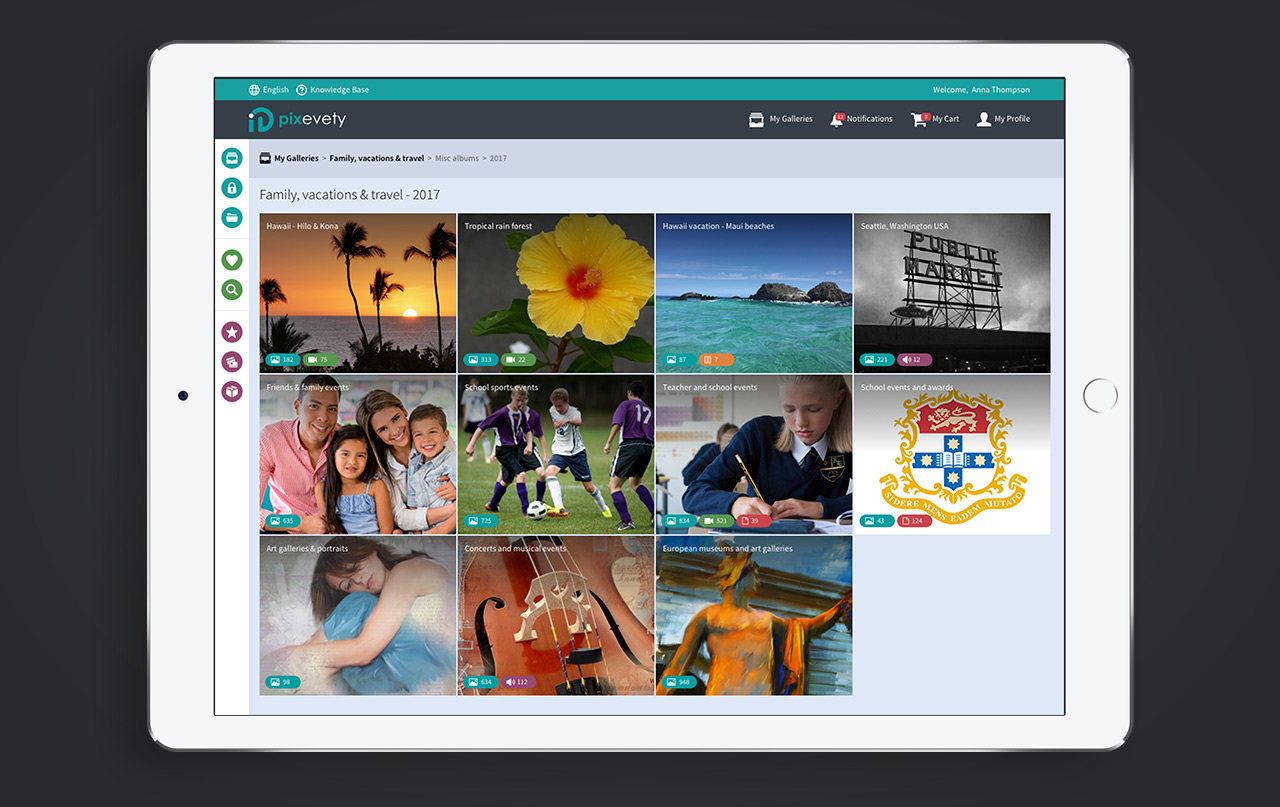 English Knowledge Base Welcome, Anna Thompson
iD pixevety My Galleries Notifications My Cart My Profile
My Galleries > Family, vacations & travel > Misc albums > 2017
Family, vacations & travel - 2017
Hawaii - Hilo & Kona
182 75
Tropical rain forest
313 22
Hawaii vacation - Maui beaches
87 7
Seattle, Washington USA
PUBLIC
MARKET
221 12
Friends & family events
635
School sports events
17
725
Teacher and school events
834 521 39
School events and awards
SIDERE MENS EADEM MUTATO
43 124
Art galleries & portraits
98
Concerts and musical events
634 112
European museums and art galleries
948